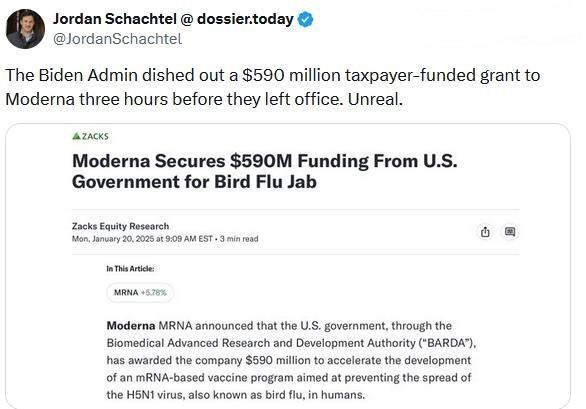 Jordan Schachtel @ dossier.today
@JordanSchachtel
The Biden Admin dished out a $590 million taxpayer-funded grant to
Moderna three hours before they left office. Unreal.
ZACKS
Moderna Secures $590M Funding From U.S.
Government for Bird Flu Jab
Zacks Equity Research
Mon, January 20, 2025 at 9:09 AM EST • 3 min read
In This Article:
MRNA +5.78%
Moderna MRNA announced that the U.S. government, through the
Biomedical Advanced Research and Development Authority ("BARDA"),
has awarded the company $590 million to accelerate the development
of an mRNA-based vaccine program aimed at preventing the spread of
the H5N1 virus, also known as bird flu, in humans.